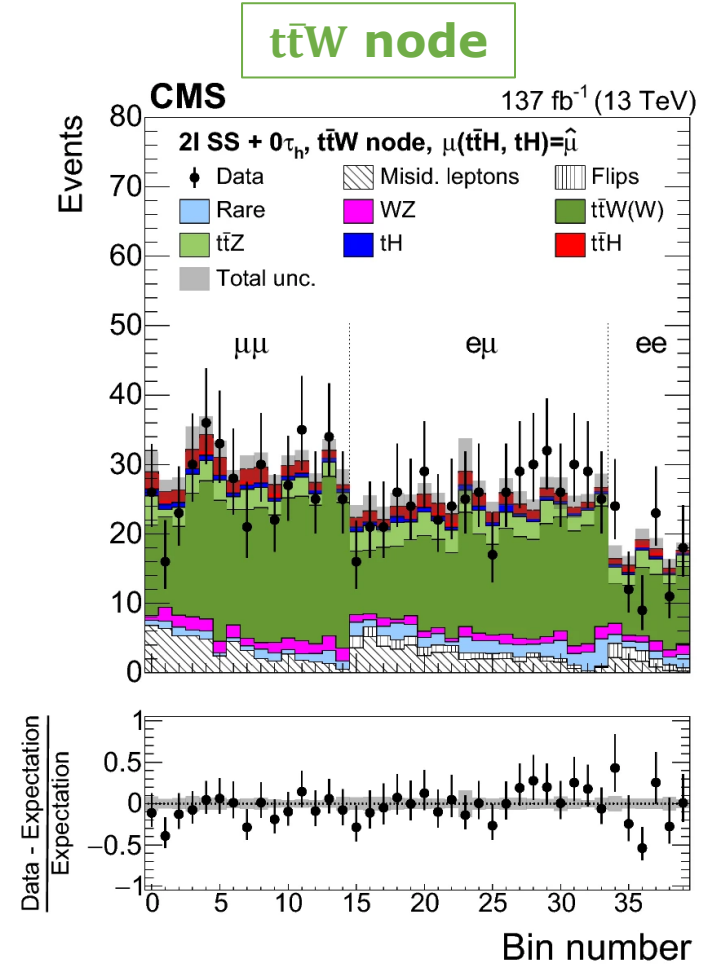 tt̄W node
CMS 137 fb⁻¹ (13 TeV)
2l SS + 0τₕ, tt̄W node, μ(tt̄H, tH)=μ̂
Data Misid. leptons Flips
Rare WZ tt̄W(W)
tt̄Z tH tt̄H
Total unc.
Events
80
70
60
50
40
30
20
10
0
μμ eμ ee
Data - Expectation
Expectation
1
0.5
0
−0.5
−1
0 5 10 15 20 25 30 35
Bin number